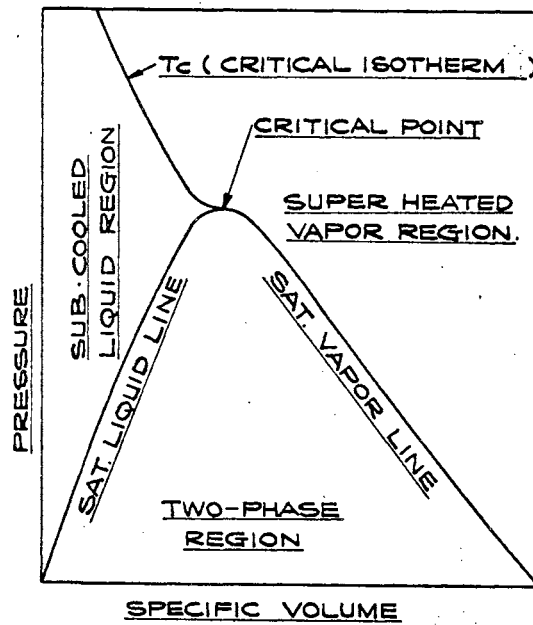 Tc ( CRITICAL ISOTHERM )
CRITICAL POINT
SUB-COOLED
LIQUID REGION
SUPER HEATED
VAPOR REGION.
PRESSURE
SAT. LIQUID LINE
SAT. VAPOR LINE
TWO-PHASE
REGION
SPECIFIC VOLUME